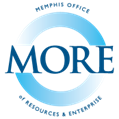 MEMPHIS OFFICE
MORE
of RESOURCES & ENTERPRISE